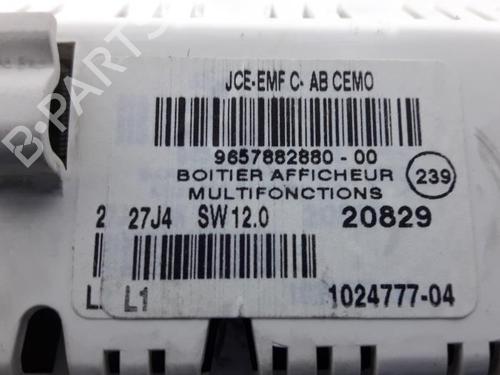 JCE-EMF C- AB CEMO
9657882880-00
BOITIER AFFICHEUR
MULTIFONCTIONS
239
2 27J4 SW12.0 20829
L L1 1024777-04
B-PARTS